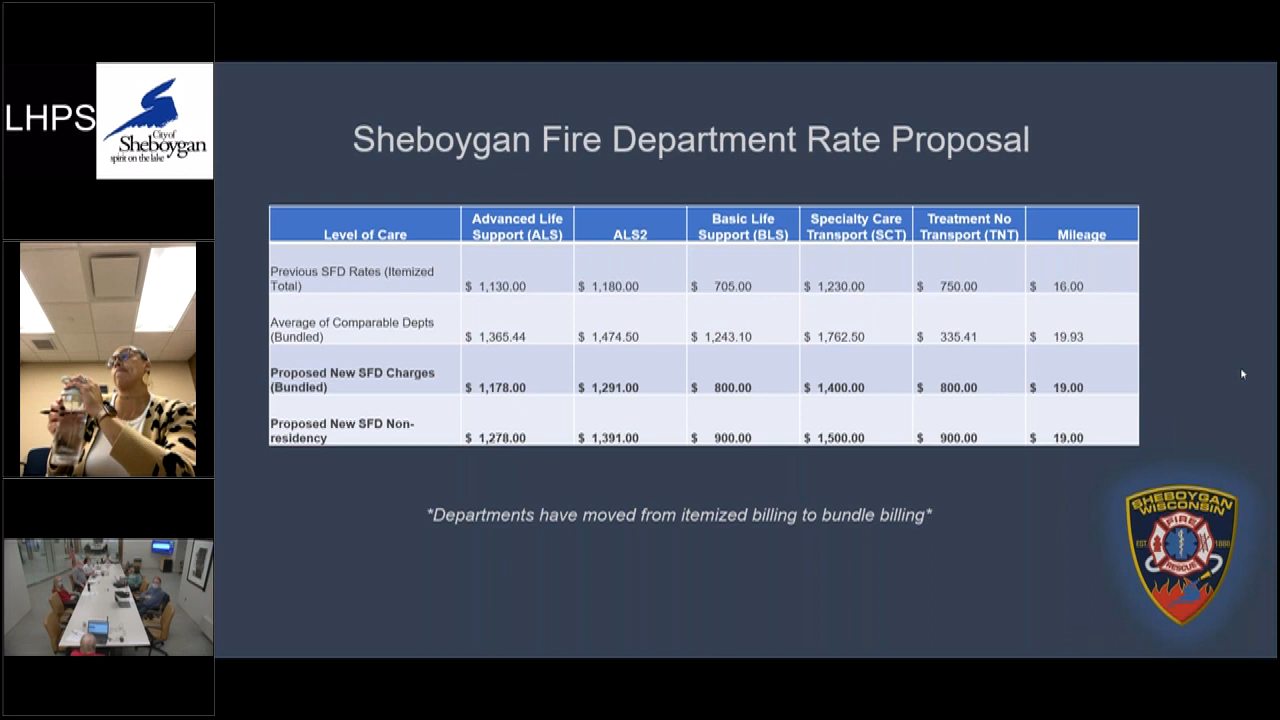 LHPS
City of
Sheboygan
spirit on the lake
Sheboygan Fire Department Rate Proposal
Level of Care
Advanced Life
Support (ALS)
ALS2
Basic Life
Support (BLS)
Specialty Care
Transport (SCT)
Treatment No
Transport (TNT)
Mileage
Previous SFD Rates (Itemized
Total)
$ 1,130.00
$ 1,180.00
$ 705.00
$ 1,230.00
$ 750.00
$ 16.00
Average of Comparable Depts
(Bundled)
$ 1,365.44
$ 1,474.50
$ 1,243.10
$ 1,762.50
$ 335.41
$ 19.93
Proposed New SFD Charges
(Bundled)
$ 1,178.00
$ 1,291.00
$ 800.00
$ 1,400.00
$ 800.00
$ 19.00
Proposed New SFD Non-
residency
$ 1,278.00
$ 1,391.00
$ 900.00
$ 1,500.00
$ 900.00
$ 19.00
*Departments have moved from itemized billing to bundle billing*
SHEBOYGAN
WISCONSIN
FIRE
EST. 1888
RESCUE